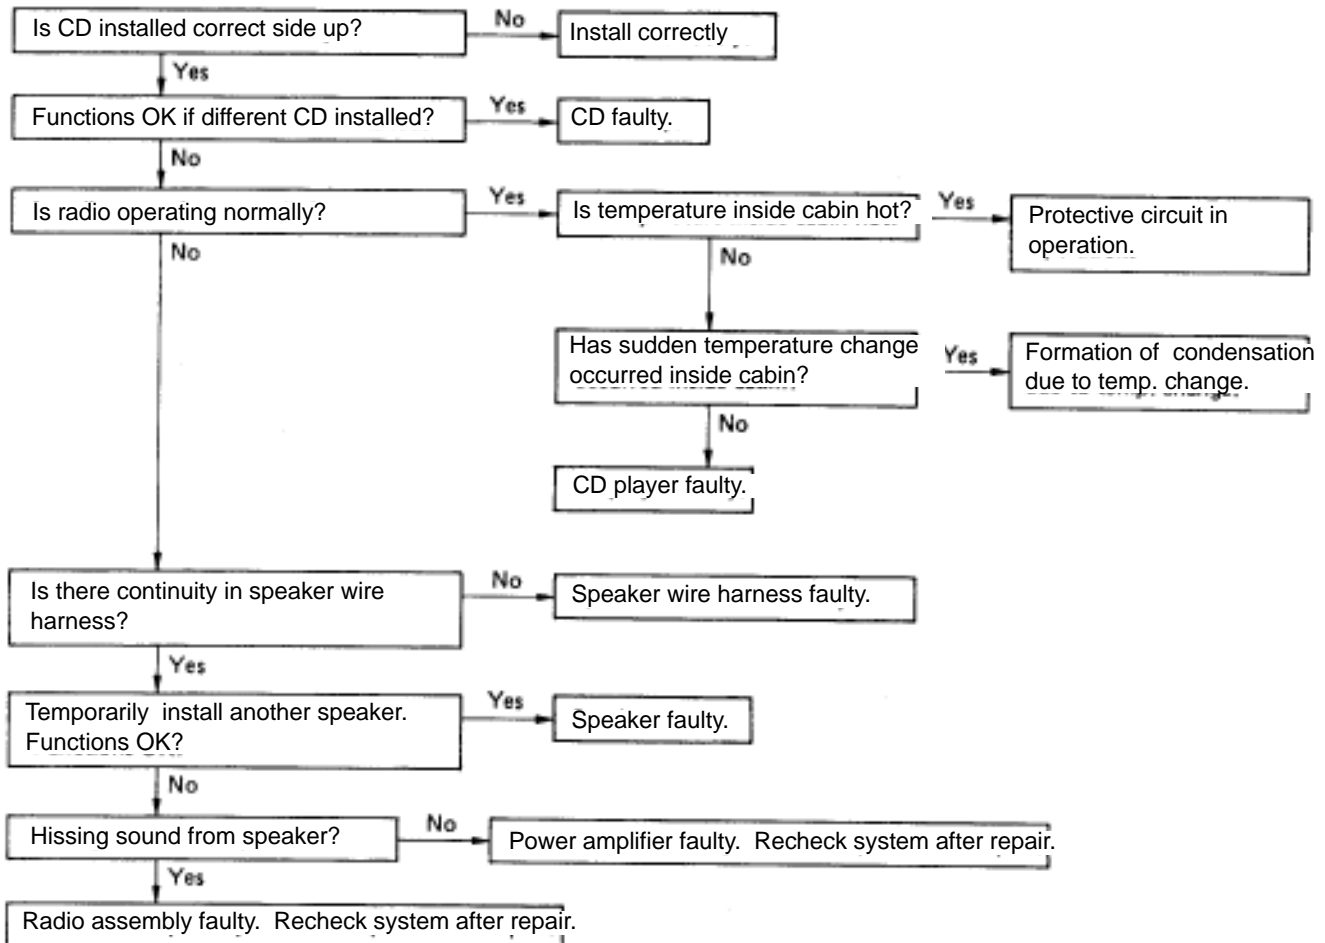 Is CD installed correct side up?
No
Install correctly
Yes
Functions OK if different CD installed?
Yes
CD faulty.
No
Is radio operating normally?
Yes
Is temperature inside cabin hot?
Yes
Protective circuit in
operation.
No
No
Has sudden temperature change
occurred inside cabin?
Yes
Formation of condensation
due to temp. change.
No
CD player faulty.
Is there continuity in speaker wire
harness?
No
Speaker wire harness faulty.
Yes
Temporarily install another speaker.
Functions OK?
Yes
Speaker faulty.
No
Hissing sound from speaker?
No
Power amplifier faulty. Recheck system after repair.
Yes
Radio assembly faulty. Recheck system after repair.